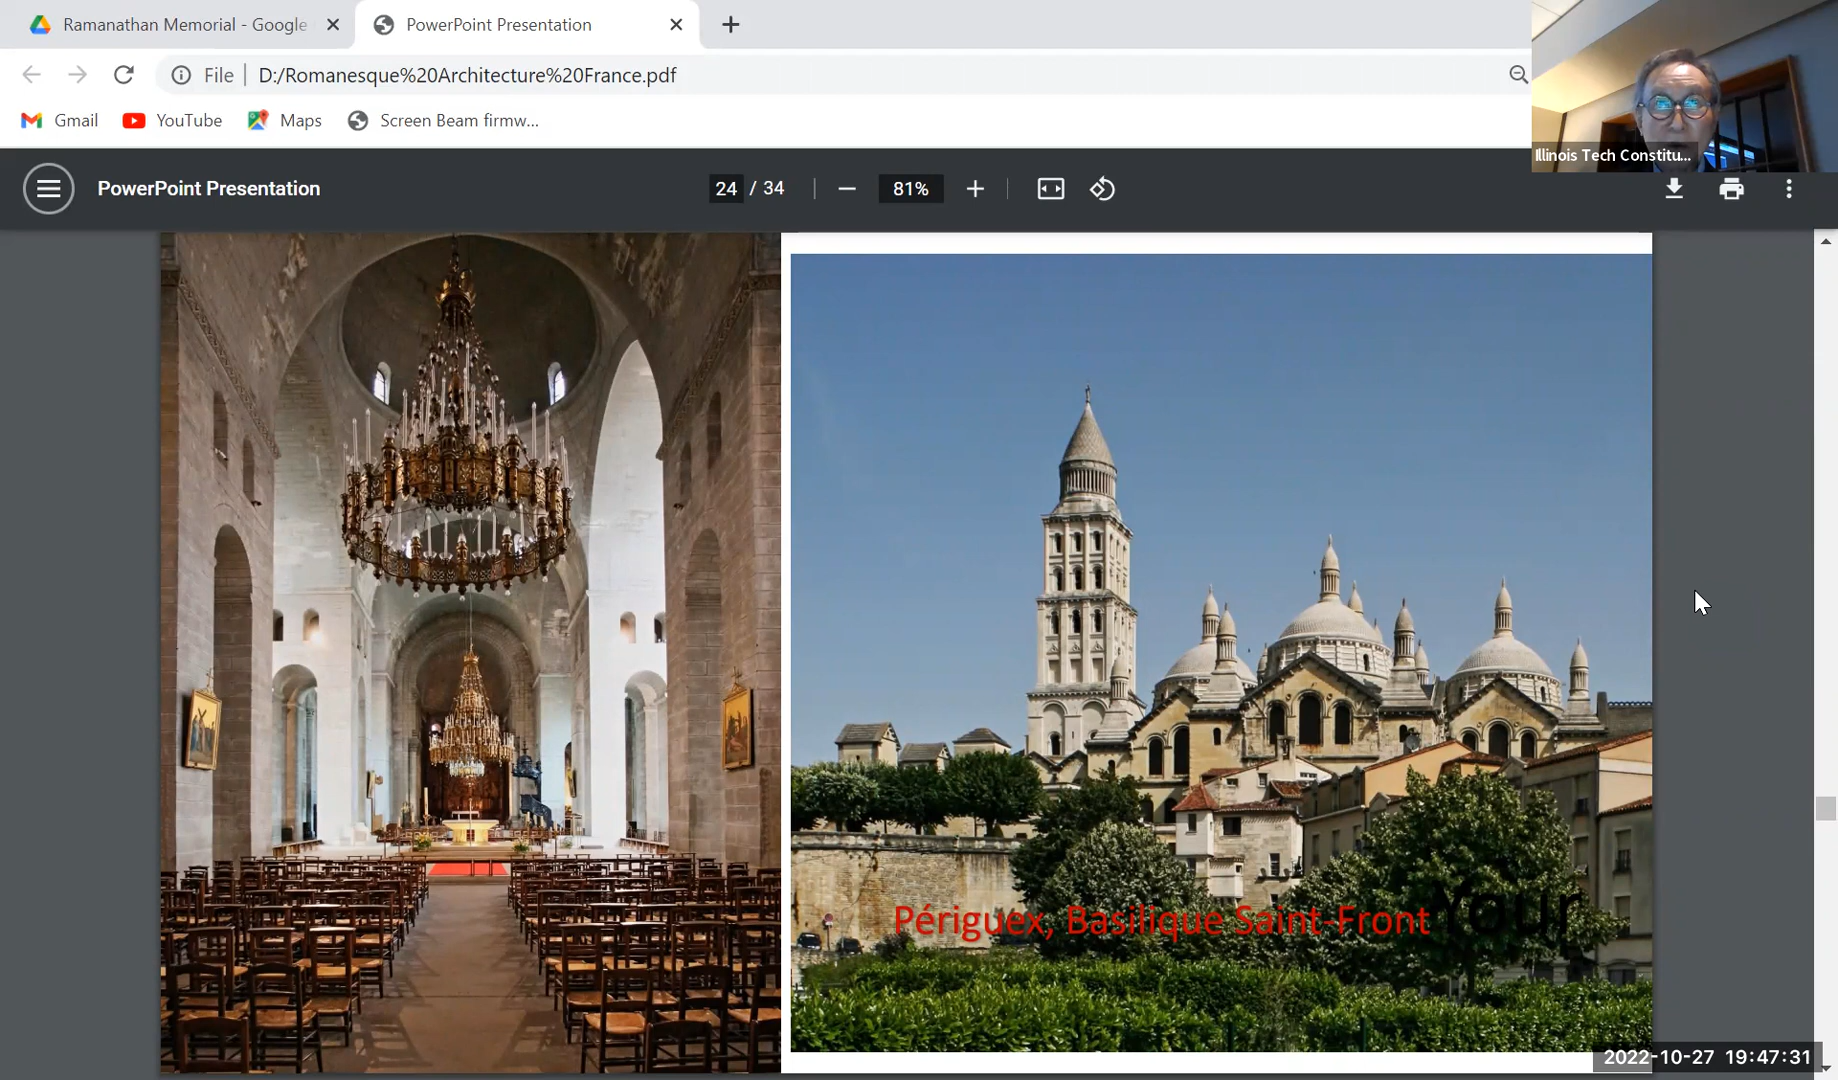 Ramanathan Memorial - Google
PowerPoint Presentation
File
D:/Romanesque%20Architecture%20France.pdf
Gmail
YouTube
Maps
Screen Beam firmw...
Illinois Tech Constitu...
PowerPoint Presentation
24 / 34
81%
Périguex, Basilique Saint-Front Your
2022-10-27 19:47:31